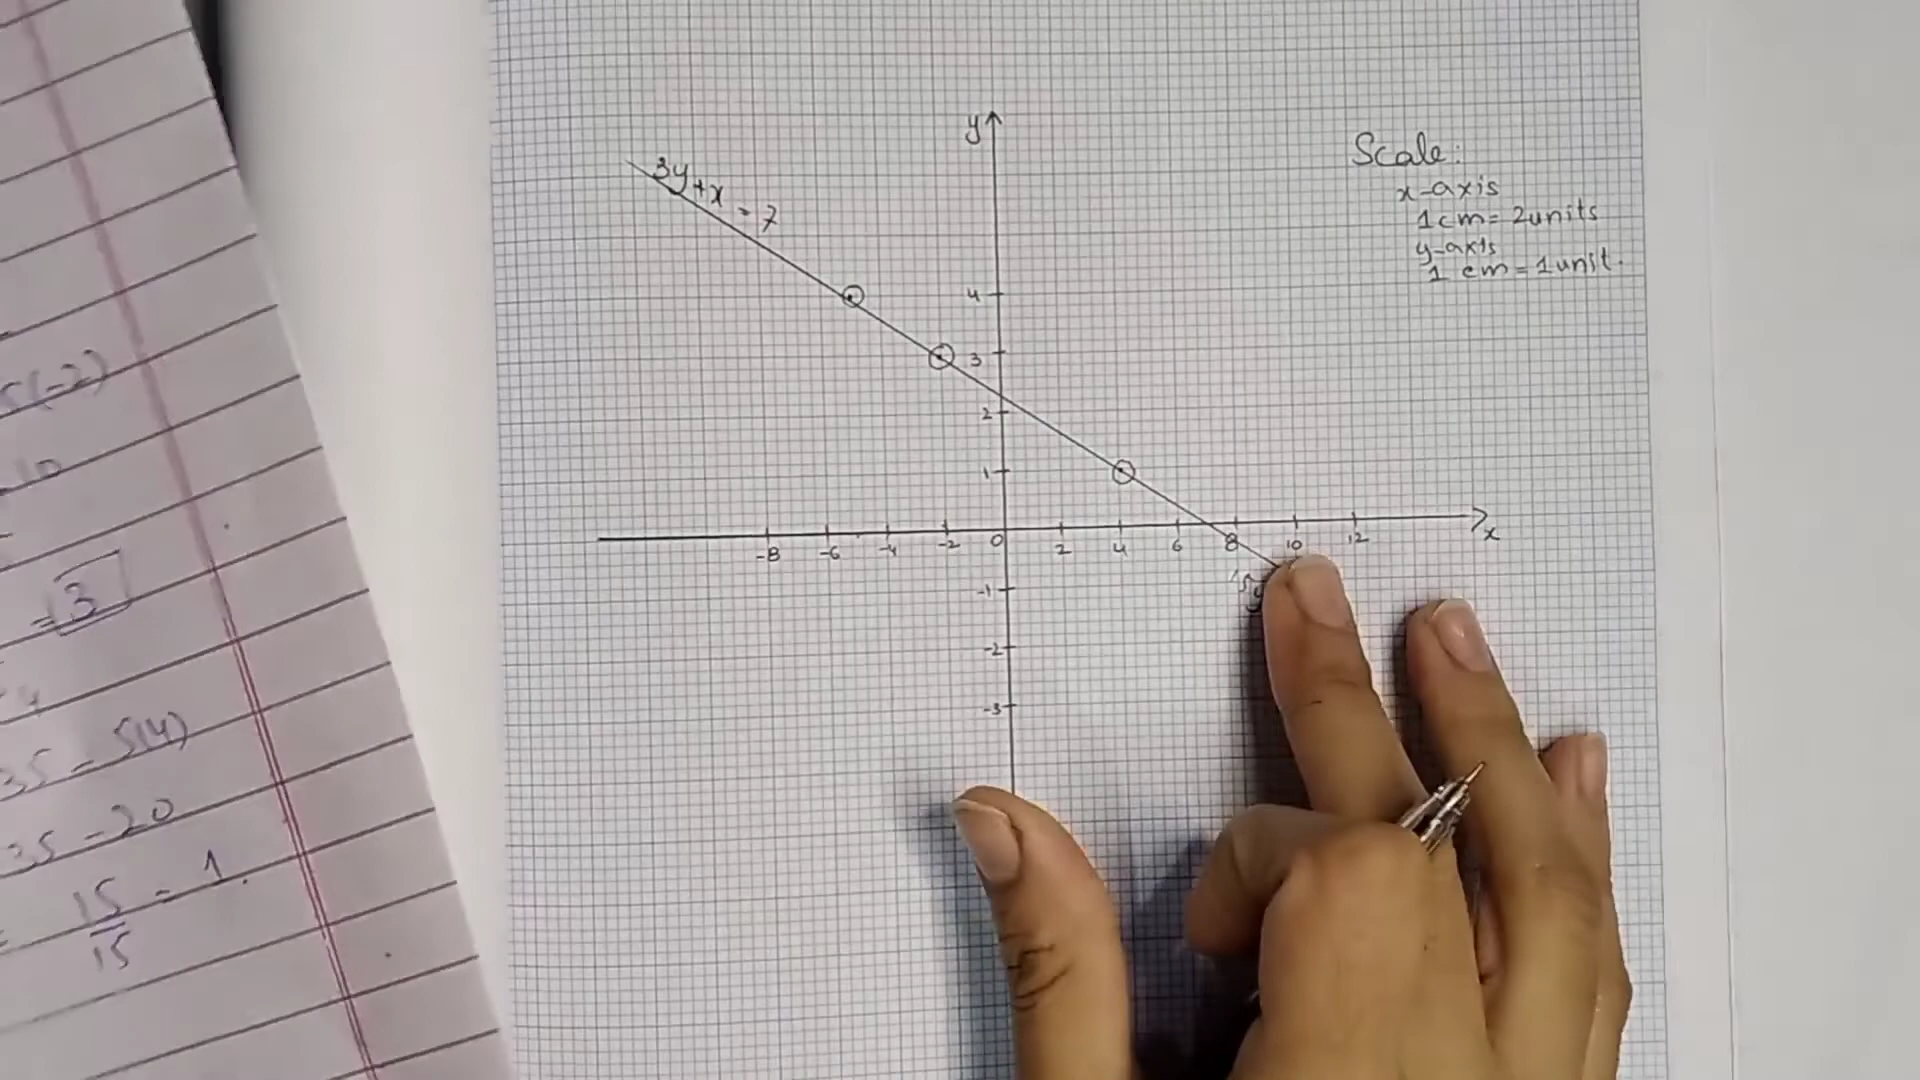 5(-2)
10
= 3
35 - 5(4)
35 - 20
15
15
= 1.
y
3y + x = 7
Scale:
x-axis
1cm = 2units
y-axis
1 cm = 1unit.
4
3
2
1
-8 -6 -4 -2 0 2 4 6 8 10 12 x
-1
-2
-3